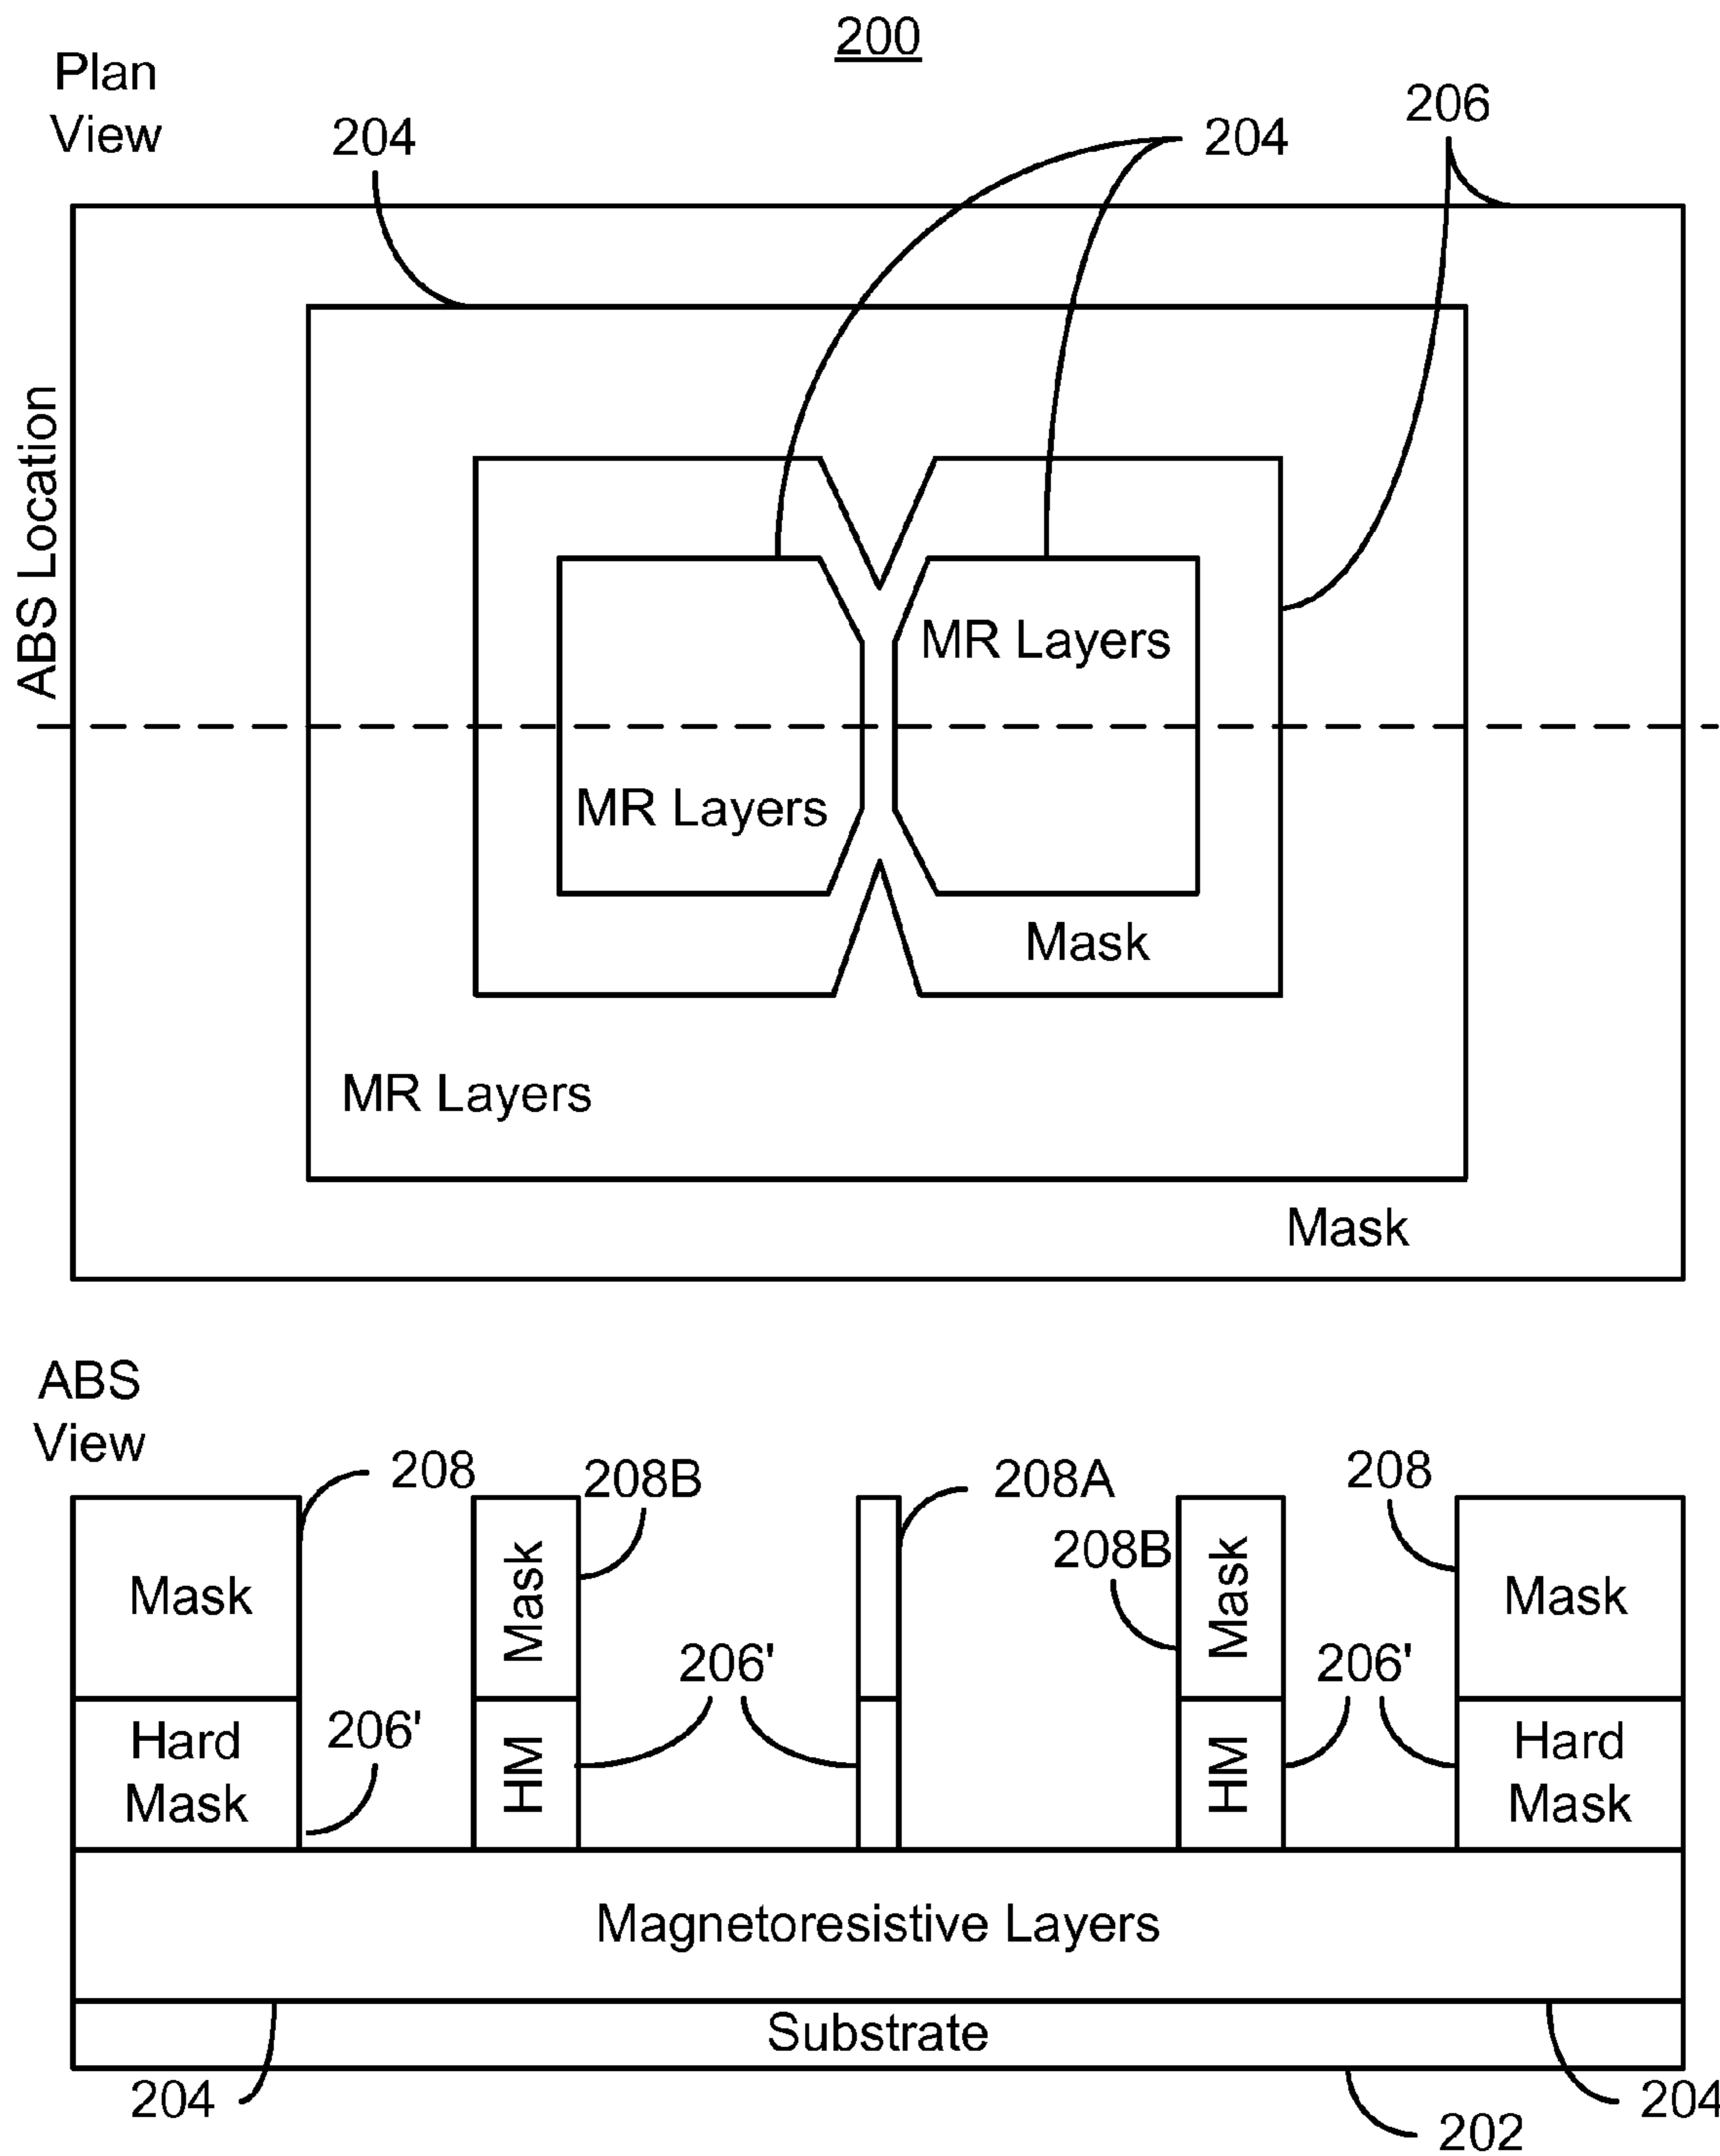 200
Plan
View
204
204
206
ABS Location
MR Layers
MR Layers
Mask
MR Layers
Mask
ABS
View
208
208B
208A
208
208B
Mask
Mask
Mask
Mask
206'
206'
206'
Hard
Mask
HM
HM
Hard
Mask
Magnetoresistive Layers
Substrate
204
204
202